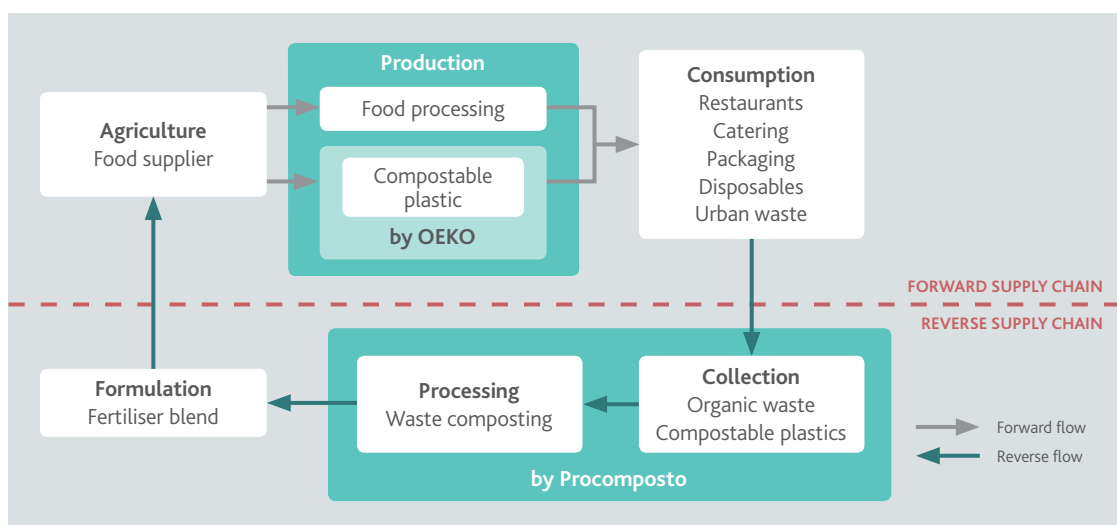 Production
Food processing
Compostable
plastic
by OEKO
Agriculture
Food supplier
Consumption
Restaurants
Catering
Packaging
Disposables
Urban waste
FORWARD SUPPLY CHAIN
REVERSE SUPPLY CHAIN
Formulation
Fertiliser blend
Processing
Waste composting
Collection
Organic waste
Compostable plastics
by Procomposto
Forward flow
Reverse flow